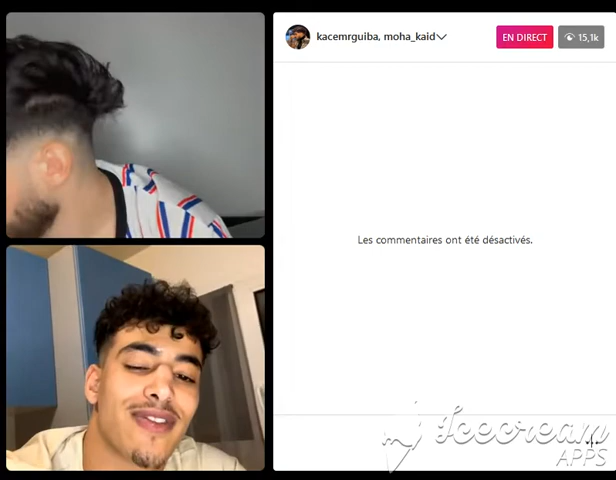 kacemrguiba, moha_kaid
EN DIRECT
15,1k
Les commentaires ont été désactivés.
Icecream
APPS